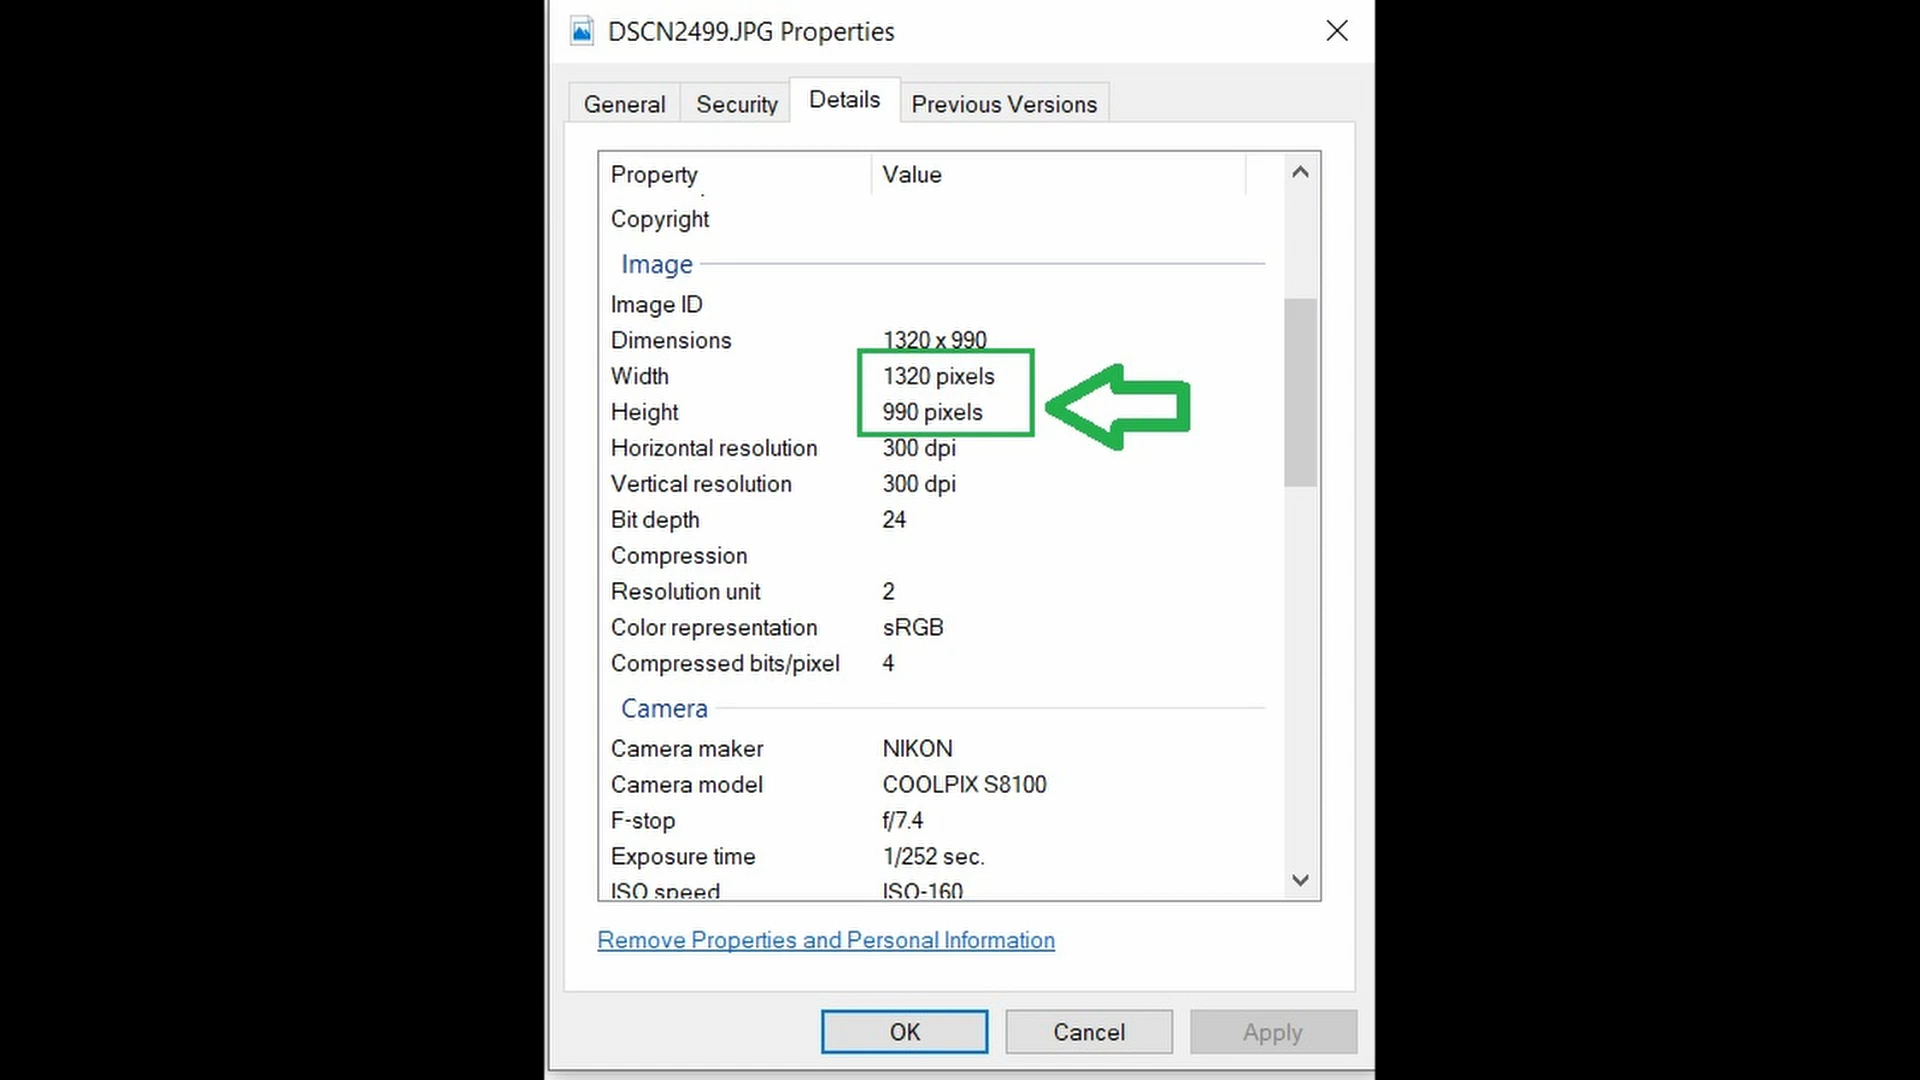 DSCN2499.JPG Properties
General Security Details Previous Versions
Property Value
Copyright
Image
Image ID
Dimensions 1320 x 990
Width 1320 pixels
Height 990 pixels
Horizontal resolution 300 dpi
Vertical resolution 300 dpi
Bit depth 24
Compression
Resolution unit 2
Color representation sRGB
Compressed bits/pixel 4
Camera
Camera maker NIKON
Camera model COOLPIX S8100
F-stop f/7.4
Exposure time 1/252 sec.
ISO speed ISO-160
Remove Properties and Personal Information
OK Cancel Apply